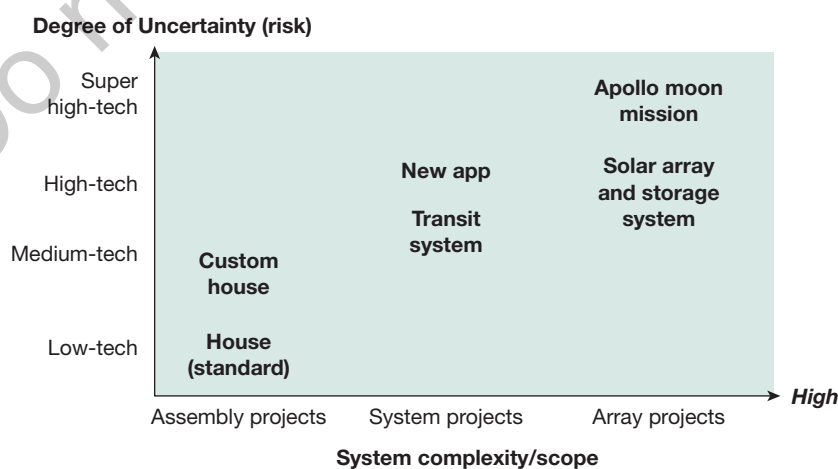 Degree of Uncertainty (risk)
Super
high-tech
High-tech
Medium-tech
Low-tech
Apollo moon
mission
New app
Solar array
and storage
system
Transit
system
Custom
house
House
(standard)
High
Assembly projects
System projects
Array projects
System complexity/scope